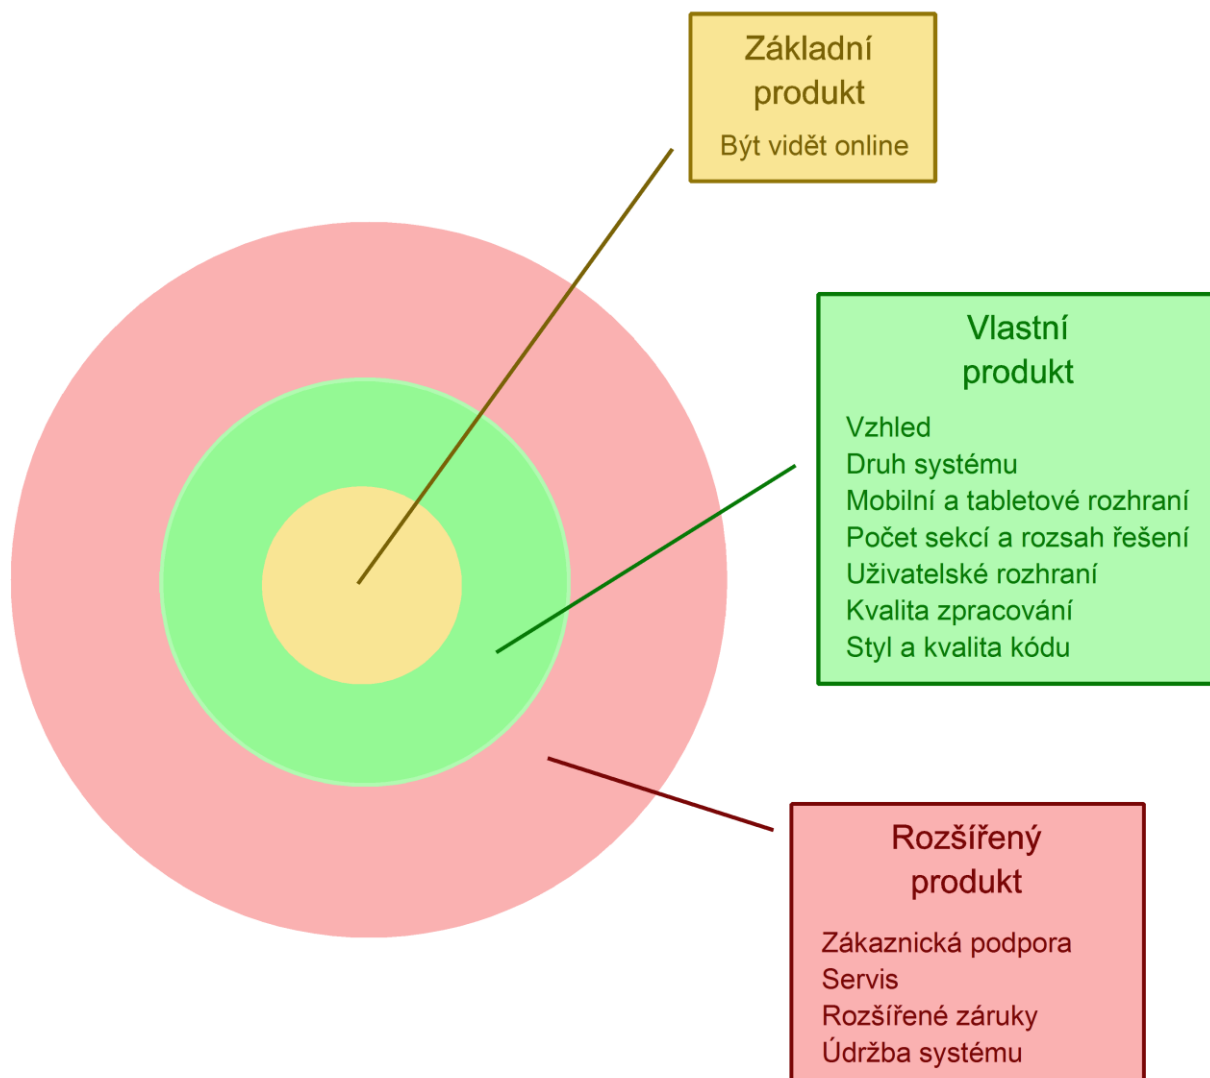 Základní
produkt
Být vidět online
Vlastní
produkt
Vzhled
Druh systému
Mobilní a tabletové rozhraní
Počet sekcí a rozsah řešení
Uživatelské rozhraní
Kvalita zpracování
Styl a kvalita kódu
Rozšířený
produkt
Zákaznická podpora
Servis
Rozšířené záruky
Údržba systému